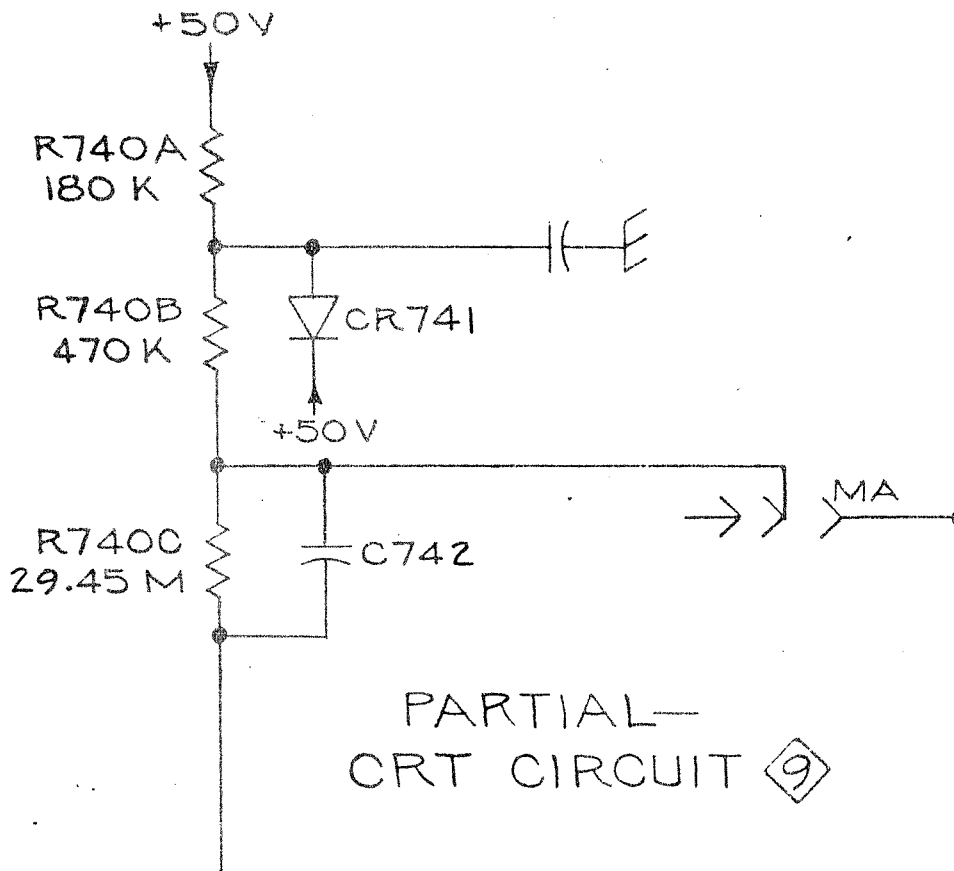 +50V
R740A
180 K
R740B
470 K
CR741
+50V
MA
R740C
29.45 M
C742
PARTIAL—
CRT CIRCUIT 9